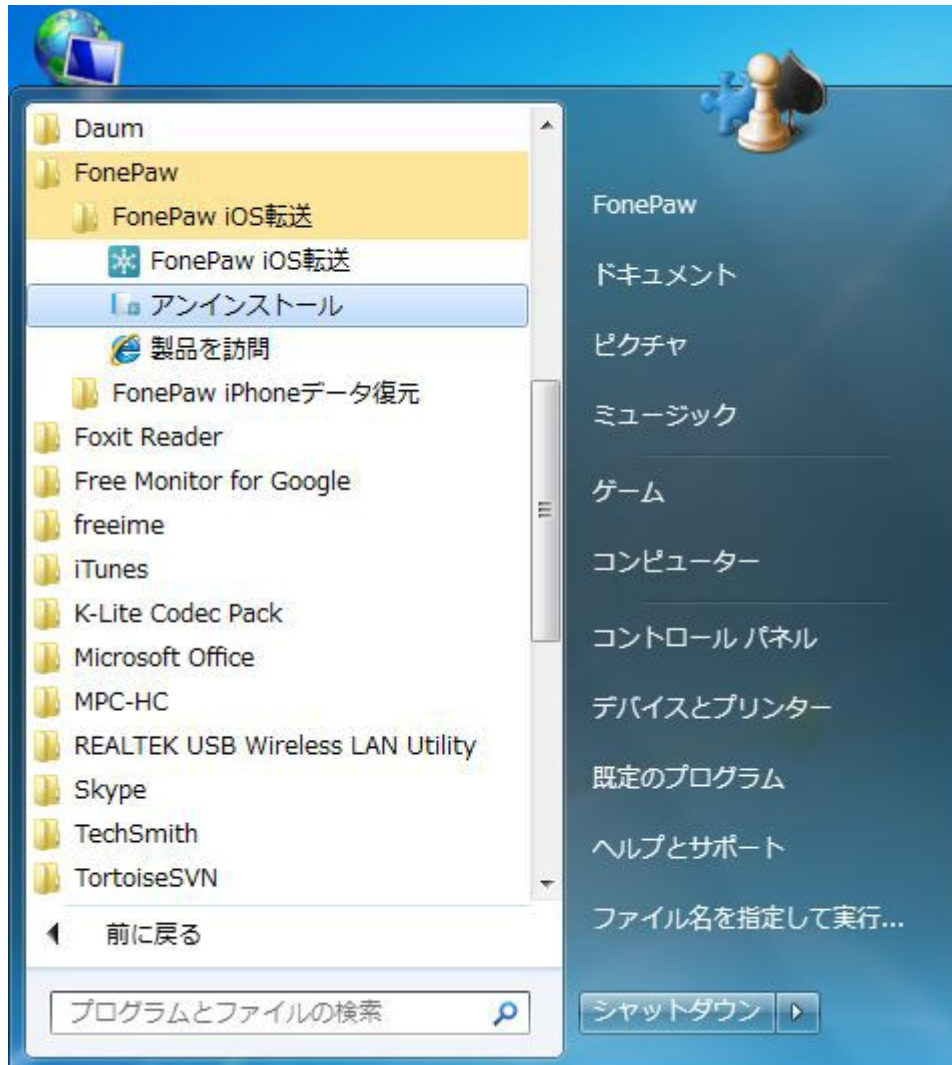 Daum
FonePaw
FonePaw iOS転送
FonePaw iOS転送
アンインストール
製品を訪問
FonePaw iPhoneデータ復元
Foxit Reader
Free Monitor for Google
freeime
iTunes
K-Lite Codec Pack
Microsoft Office
MPC-HC
REALTEK USB Wireless LAN Utility
Skype
TechSmith
TortoiseSVN
前に戻る
プログラムとファイルの検索
FonePaw
ドキュメント
ピクチャ
ミュージック
ゲーム
コンピューター
コントロール パネル
デバイスとプリンター
既定のプログラム
ヘルプとサポート
ファイル名を指定して実行...
シャットダウン